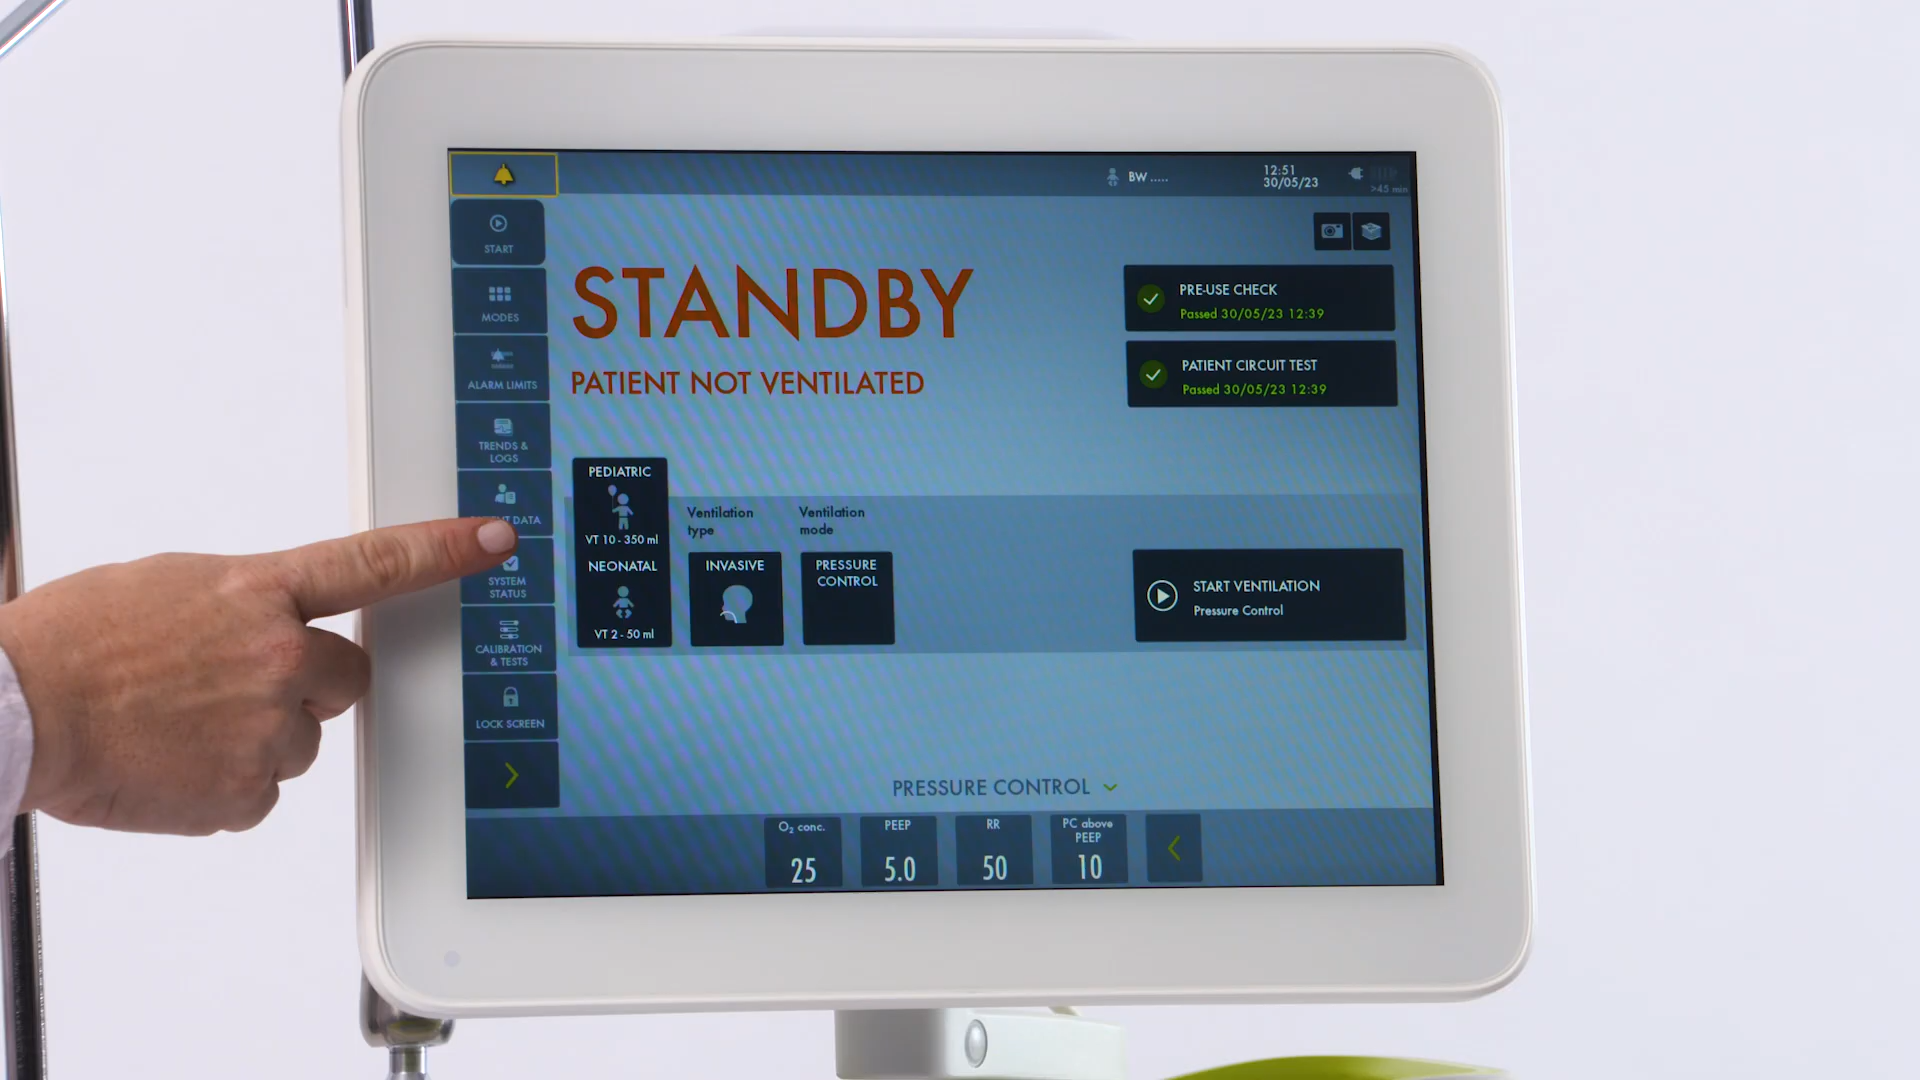 BW .....
12:51
30/05/23
>45 min
START
MODES
ALARM LIMITS
TRENDS &
LOGS
DATA
SYSTEM
STATUS
CALIBRATION
& TESTS
LOCK SCREEN
STANDBY
PATIENT NOT VENTILATED
PRE-USE CHECK
Passed 30/05/23 12:39
PATIENT CIRCUIT TEST
Passed 30/05/23 12:39
PEDIATRIC
VT 10 - 350 ml
NEONATAL
VT 2 - 50 ml
Ventilation
type
INVASIVE
Ventilation
mode
PRESSURE
CONTROL
START VENTILATION
Pressure Control
PRESSURE CONTROL
O₂ conc.
25
PEEP
5.0
RR
50
PC above
PEEP
10